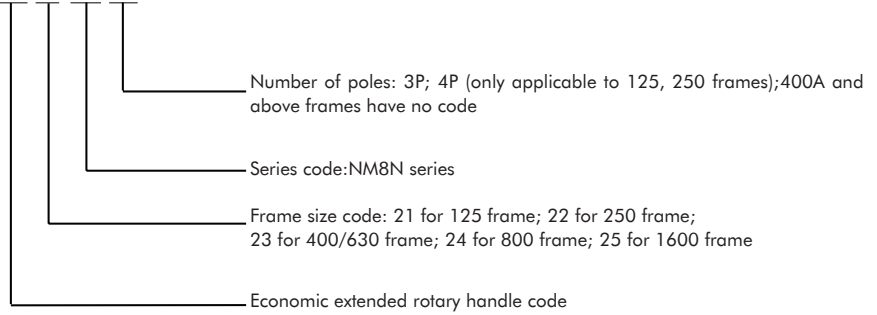 Number of poles: 3P; 4P (only applicable to 125, 250 frames);400A and
above frames have no code
Series code:NM8N series
Frame size code: 21 for 125 frame; 22 for 250 frame;
23 for 400/630 frame; 24 for 800 frame; 25 for 1600 frame
Economic extended rotary handle code